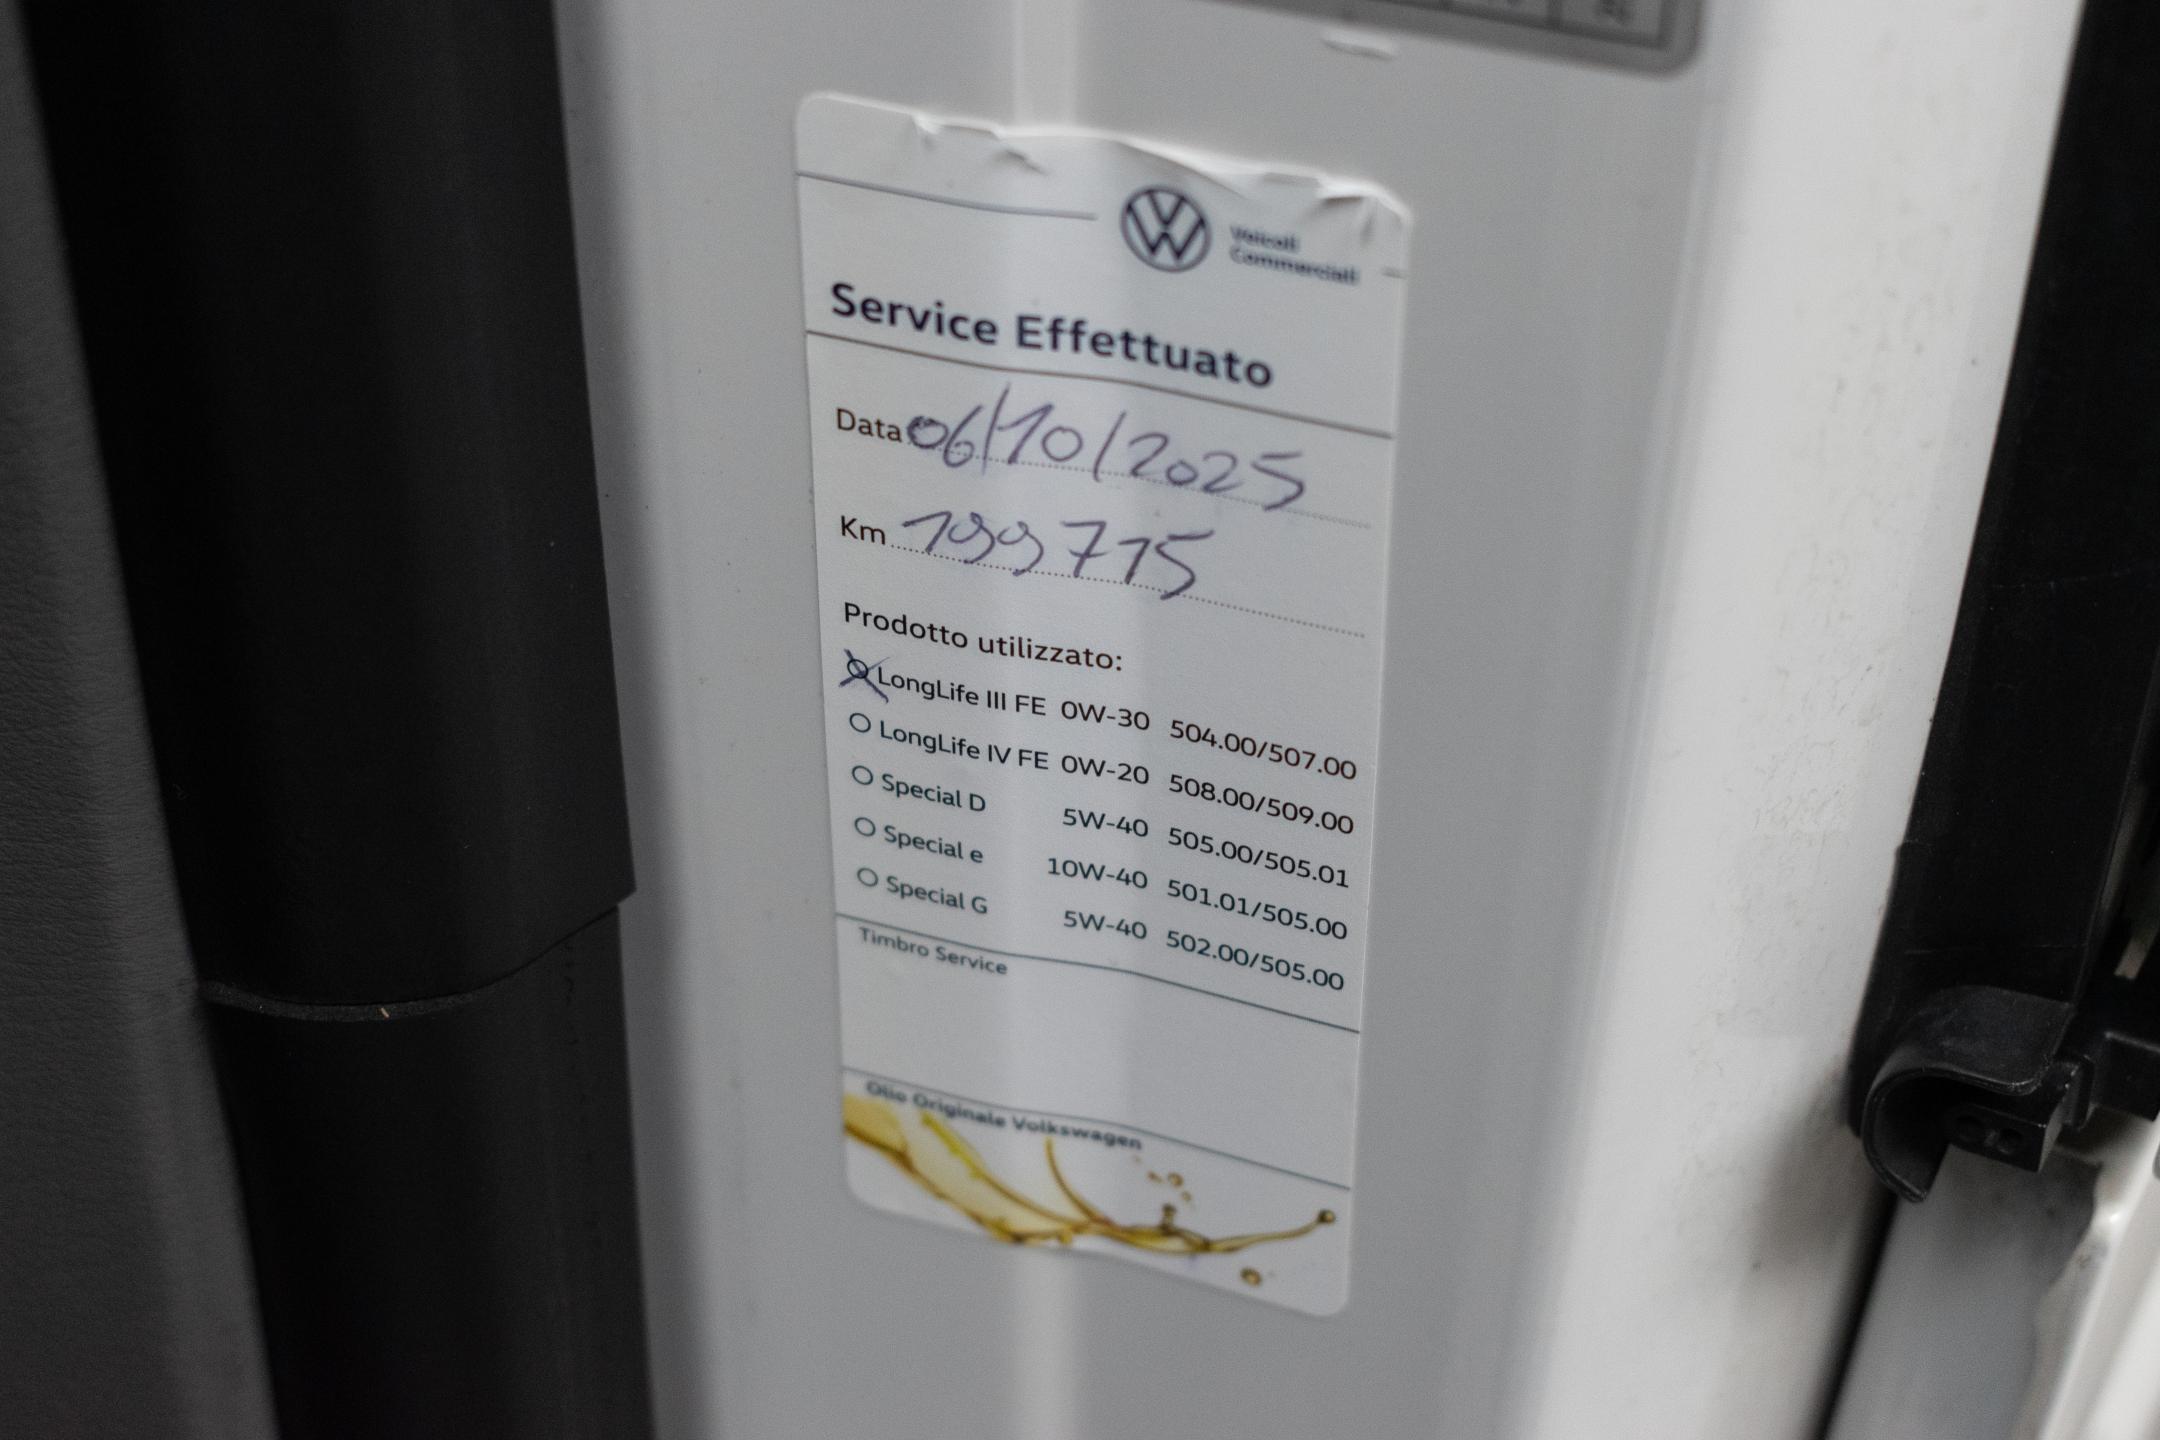 Veicoli
Commerciali
Service Effettuato
Data 06/10/2025
Km 199715
Prodotto utilizzato:
LongLife III FE 0W-30 504.00/507.00
LongLife IV FE 0W-20 508.00/509.00
Special D 5W-40 505.00/505.01
Special e 10W-40 501.01/505.00
Special G 5W-40 502.00/505.00
Timbro Service
Olio Originale Volkswagen